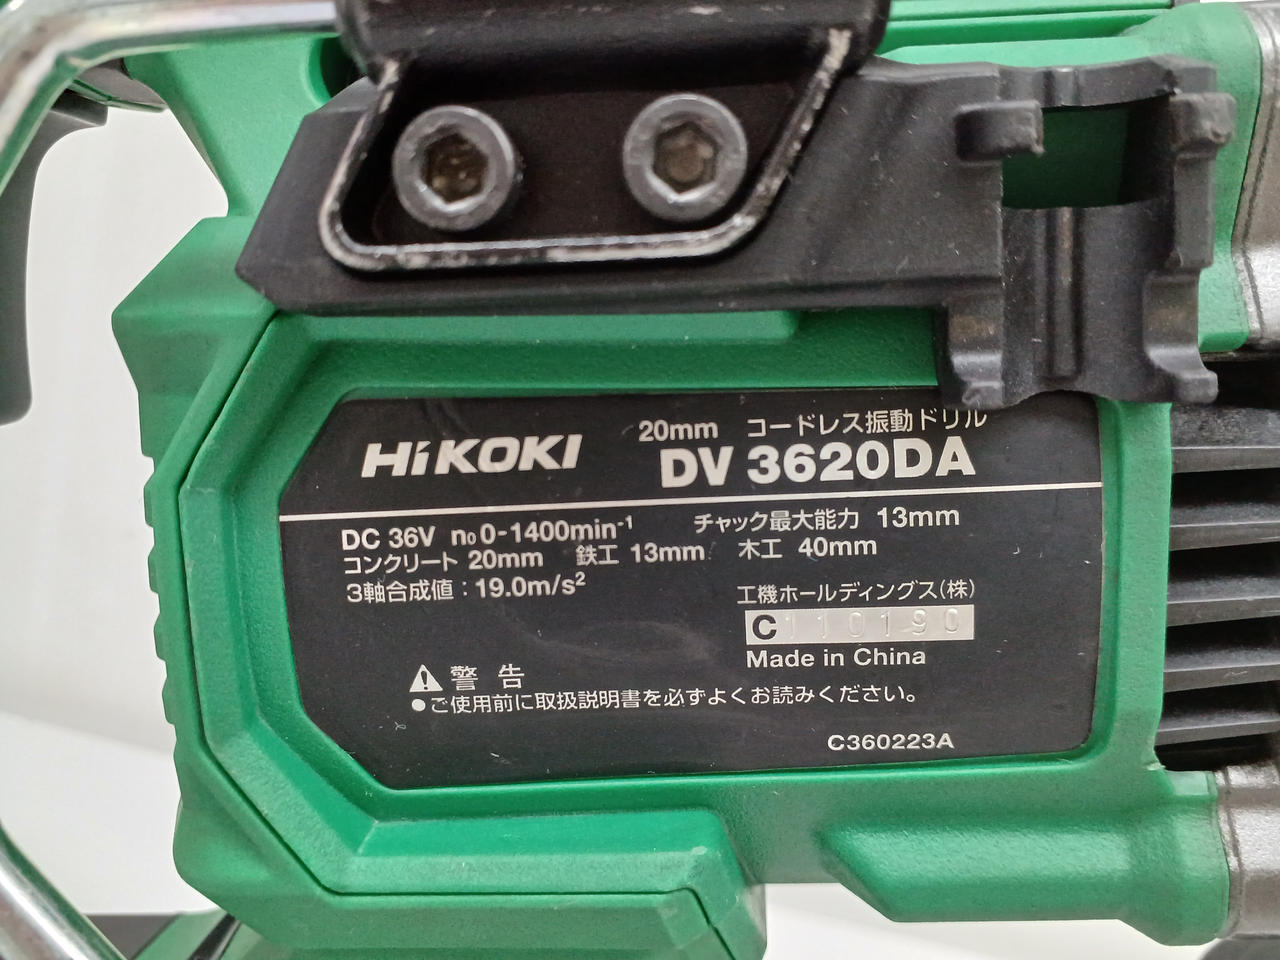 HiKOKI
20mm コードレス振動ドリル
DV 3620DA
DC 36V n₀ 0-1400min⁻¹ チャック最大能力 13mm
コンクリート 20mm 鉄工 13mm 木工 40mm
3軸合成値：19.0m/s²
工機ホールディングス(株)
C110190
Made in China
⚠警告
●ご使用前に取扱説明書を必ずよくお読みください。
C360223A